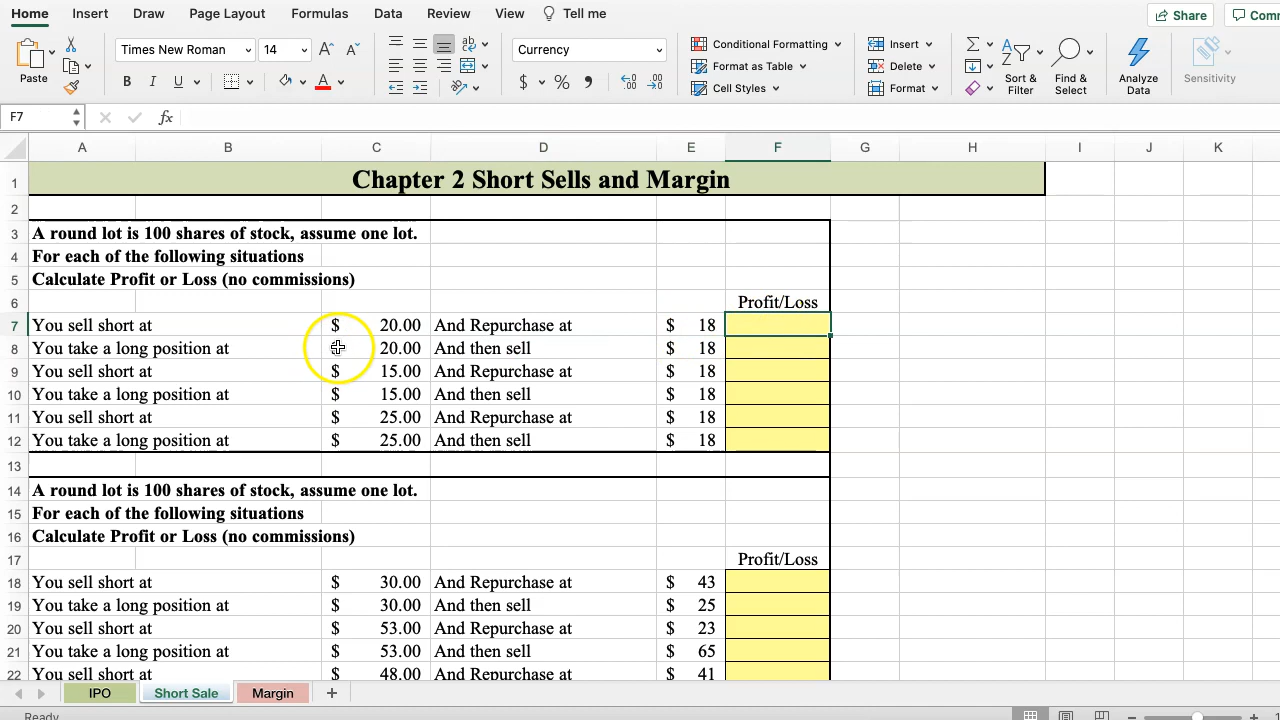 Home Insert Draw Page Layout Formulas Data Review View Tell me Share Comm
Paste Times New Roman 14 A A ab Currency Conditional Formatting Insert Σ
B I U A $ % Format as Table Delete Sort & Filter Find & Select Analyze Data Sensitivity
Cell Styles Format
F7 fx
A B C D E F G H I J K
1 Chapter 2 Short Sells and Margin
2
3 A round lot is 100 shares of stock, assume one lot.
4 For each of the following situations
5 Calculate Profit or Loss (no commissions)
6 Profit/Loss
7 You sell short at $ 20.00 And Repurchase at $ 18
8 You take a long position at 20.00 And then sell $ 18
9 You sell short at $ 15.00 And Repurchase at $ 18
10 You take a long position at $ 15.00 And then sell $ 18
11 You sell short at $ 25.00 And Repurchase at $ 18
12 You take a long position at $ 25.00 And then sell $ 18
13
14 A round lot is 100 shares of stock, assume one lot.
15 For each of the following situations
16 Calculate Profit or Loss (no commissions)
17 Profit/Loss
18 You sell short at $ 30.00 And Repurchase at $ 43
19 You take a long position at $ 30.00 And then sell $ 25
20 You sell short at $ 53.00 And Repurchase at $ 23
21 You take a long position at $ 53.00 And then sell $ 65
22 You sell short at $ 48.00 And Repurchase at $ 41
IPO Short Sale Margin
Ready